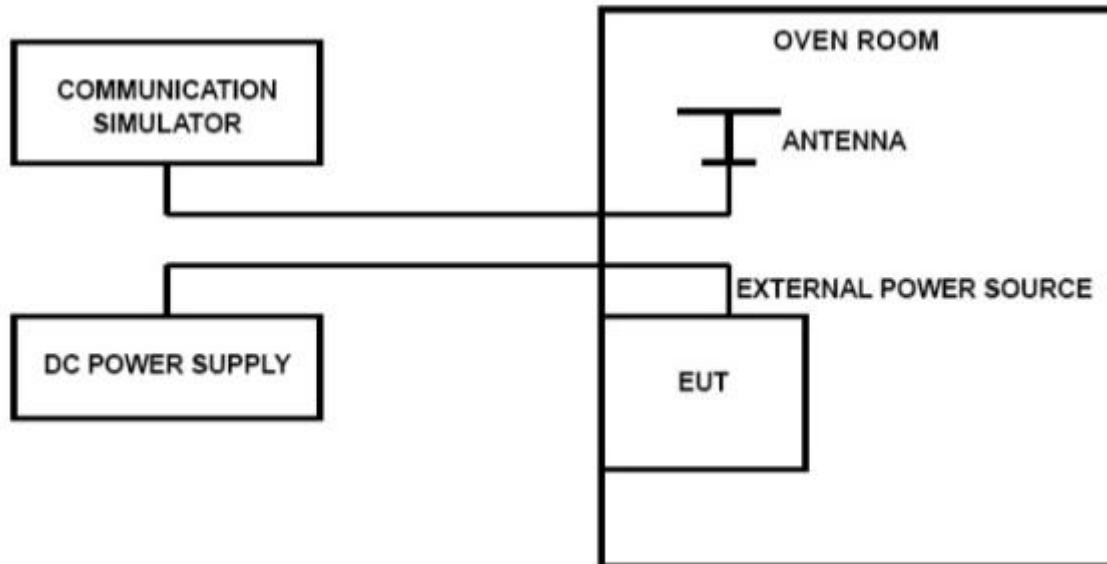 COMMUNICATION
SIMULATOR
OVEN ROOM
ANTENNA
EXTERNAL POWER SOURCE
DC POWER SUPPLY
EUT